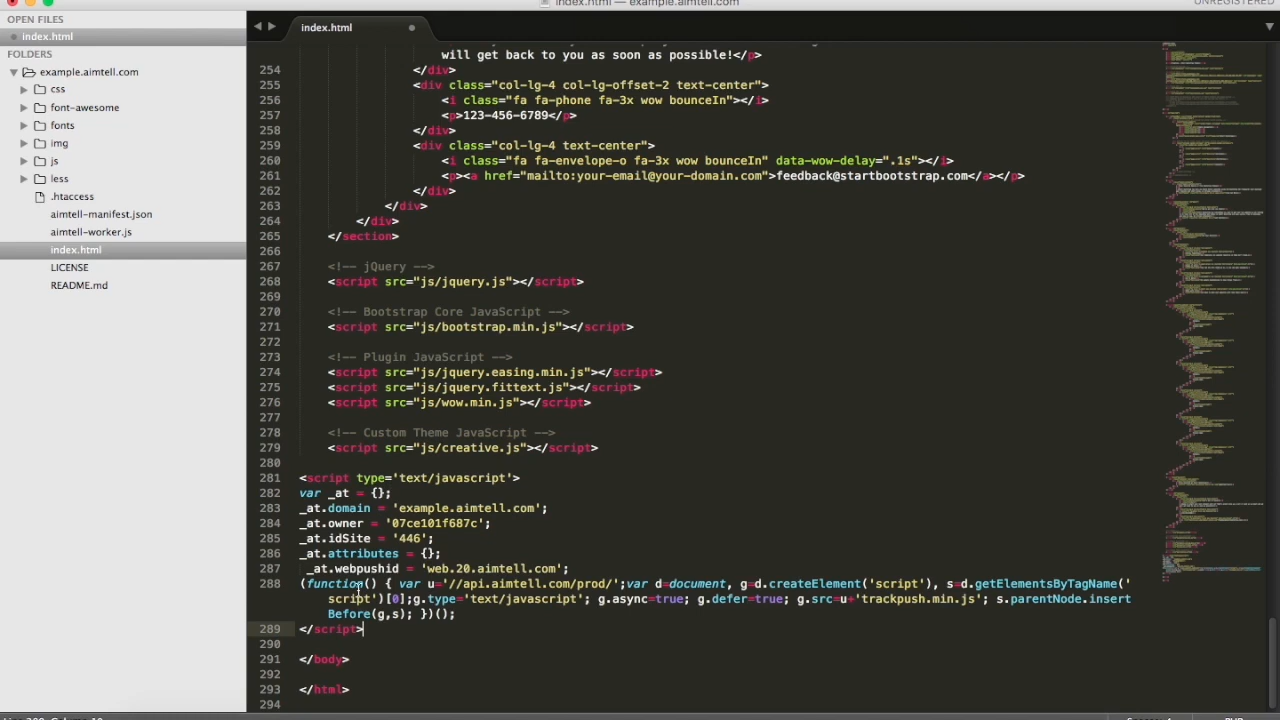 index.html — example.aimtell.com
UNREGISTERED
OPEN FILES
index.html
FOLDERS
example.aimtell.com
css
font-awesome
fonts
img
js
less
.htaccess
aimtell-manifest.json
aimtell-worker.js
index.html
LICENSE
README.md
index.html
will get back to you as soon as possible!</p>
254 </div>
255 <div class="col-lg-4 col-lg-offset-2 text-center">
256 <i class="fa fa-phone fa-3x wow bounceIn"></i>
257 <p>123-456-6789</p>
258 </div>
259 <div class="col-lg-4 text-center">
260 <i class="fa fa-envelope-o fa-3x wow bounceIn" data-wow-delay=".1s"></i>
261 <p><a href="mailto:your-email@your-domain.com">feedback@startbootstrap.com</a></p>
262 </div>
263 </div>
264 </div>
265 </section>
266
267 <!-- jQuery -->
268 <script src="js/jquery.js"></script>
269
270 <!-- Bootstrap Core JavaScript -->
271 <script src="js/bootstrap.min.js"></script>
272
273 <!-- Plugin JavaScript -->
274 <script src="js/jquery.easing.min.js"></script>
275 <script src="js/jquery.fittext.js"></script>
276 <script src="js/wow.min.js"></script>
277
278 <!-- Custom Theme JavaScript -->
279 <script src="js/creative.js"></script>
280
281 <script type='text/javascript'>
282 var _at = {};
283 _at.domain = 'example.aimtell.com';
284 _at.owner = '07ce101f687c';
285 _at.idSite = '446';
286 _at.attributes = {};
287 _at.webpushid = 'web.20.aimtell.com';
288 (function() { var u='//a.aimtell.com/prod/';var d=document, g=d.createElement('script'), s=d.getElementsByTagName('
script')[0];g.type='text/javascript'; g.async=true; g.defer=true; g.src=u+'trackpush.min.js'; s.parentNode.insert
Before(g,s); })();
289 </script>
290
291 </body>
292
293 </html>
294